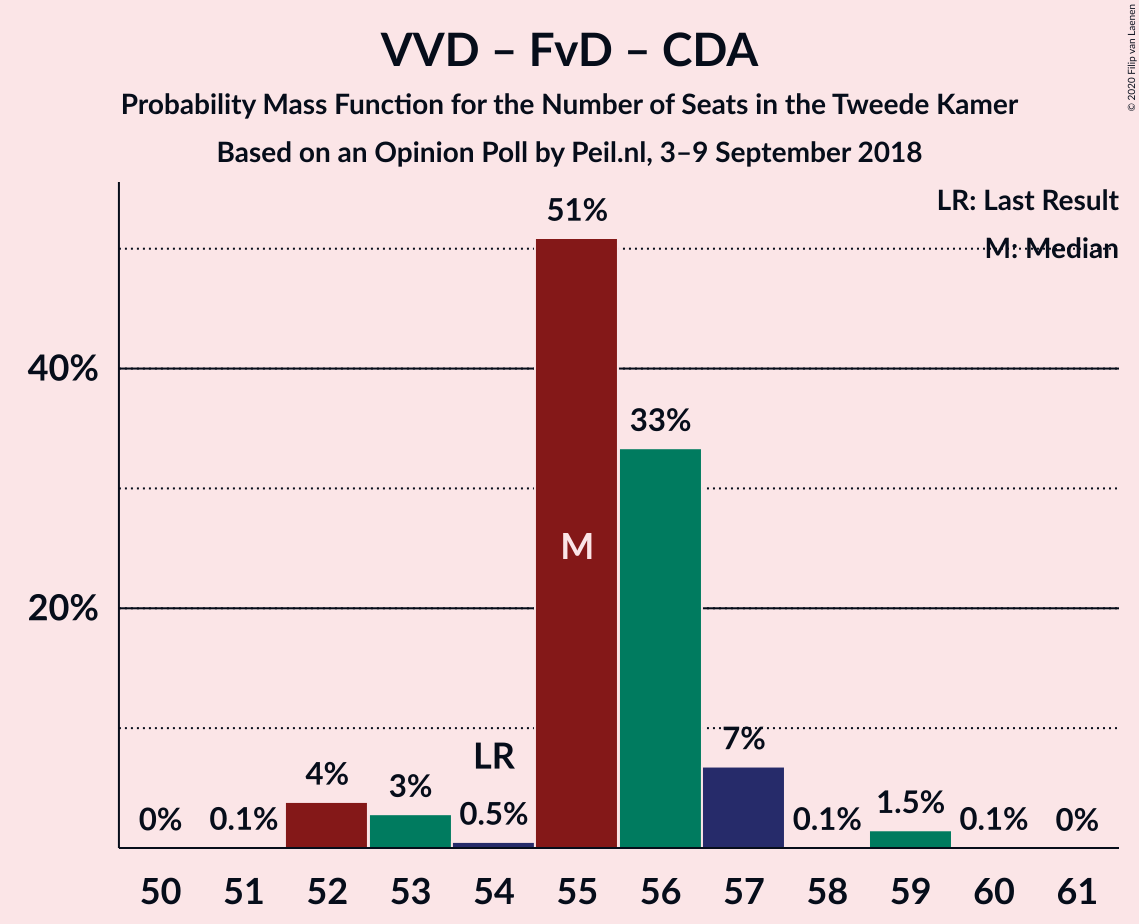 VVD – FvD – CDA
Probability Mass Function for the Number of Seats in the Tweede Kamer
Based on an Opinion Poll by Peil.nl, 3–9 September 2018
© 2020 Filip van Laenen
LR: Last Result
M: Median
51%
40%
33%
M
20%
7%
LR
4%
3%
0.5%
1.5%
0%
0.1%
0.1%
0.1%
0%
50 51 52 53 54 55 56 57 58 59 60 61